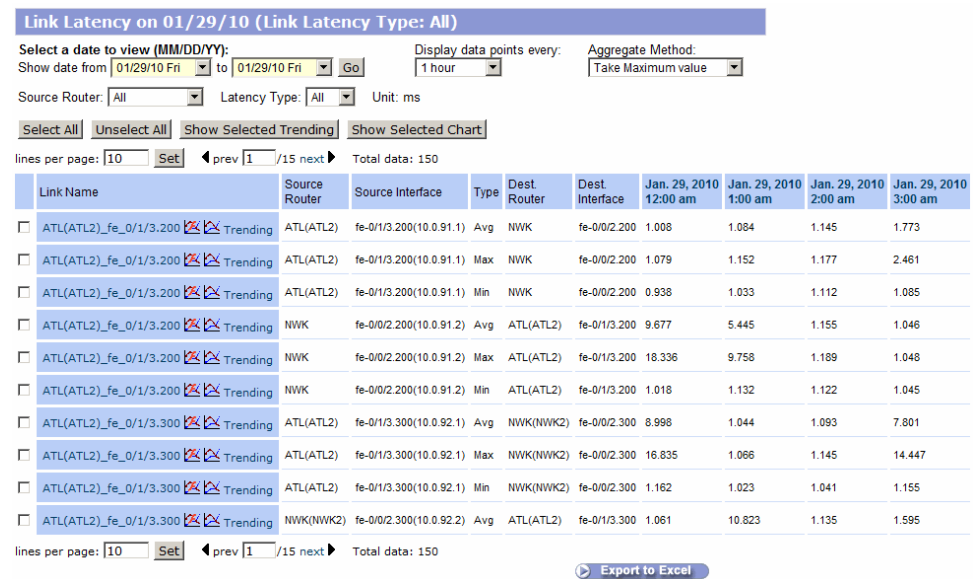 Link Latency on 01/29/10 (Link Latency Type: All)
Select a date to view (MM/DD/YY): Display data points every: Aggregate Method:
Show date from 01/29/10 Fri to 01/29/10 Fri Go 1 hour Take Maximum value
Source Router: All Latency Type: All Unit: ms
Select All Unselect All Show Selected Trending Show Selected Chart
lines per page: 10 Set prev 1 /15 next Total data: 150
Link Name Source Router Source Interface Type Dest. Router Dest. Interface Jan. 29, 2010 12:00 am Jan. 29, 2010 1:00 am Jan. 29, 2010 2:00 am Jan. 29, 2010 3:00 am
ATL(ATL2)_fe_0/1/3.200 Trending ATL(ATL2) fe-0/1/3.200(10.0.91.1) Avg NWK fe-0/0/2.200 1.008 1.084 1.145 1.773
ATL(ATL2)_fe_0/1/3.200 Trending ATL(ATL2) fe-0/1/3.200(10.0.91.1) Max NWK fe-0/0/2.200 1.079 1.152 1.177 2.461
ATL(ATL2)_fe_0/1/3.200 Trending ATL(ATL2) fe-0/1/3.200(10.0.91.1) Min NWK fe-0/0/2.200 0.938 1.033 1.112 1.085
ATL(ATL2)_fe_0/1/3.200 Trending NWK fe-0/0/2.200(10.0.91.2) Avg ATL(ATL2) fe-0/1/3.200 9.677 5.445 1.155 1.046
ATL(ATL2)_fe_0/1/3.200 Trending NWK fe-0/0/2.200(10.0.91.2) Max ATL(ATL2) fe-0/1/3.200 18.336 9.758 1.189 1.048
ATL(ATL2)_fe_0/1/3.200 Trending NWK fe-0/0/2.200(10.0.91.2) Min ATL(ATL2) fe-0/1/3.200 1.018 1.132 1.122 1.045
ATL(ATL2)_fe_0/1/3.300 Trending ATL(ATL2) fe-0/1/3.300(10.0.92.1) Avg NWK(NWK2) fe-0/0/2.300 8.998 1.044 1.093 7.801
ATL(ATL2)_fe_0/1/3.300 Trending ATL(ATL2) fe-0/1/3.300(10.0.92.1) Max NWK(NWK2) fe-0/0/2.300 16.835 1.066 1.145 14.447
ATL(ATL2)_fe_0/1/3.300 Trending ATL(ATL2) fe-0/1/3.300(10.0.92.1) Min NWK(NWK2) fe-0/0/2.300 1.162 1.023 1.041 1.155
ATL(ATL2)_fe_0/1/3.300 Trending NWK(NWK2) fe-0/0/2.300(10.0.92.2) Avg ATL(ATL2) fe-0/1/3.300 1.061 10.823 1.135 1.595
lines per page: 10 Set prev 1 /15 next Total data: 150
Export to Excel